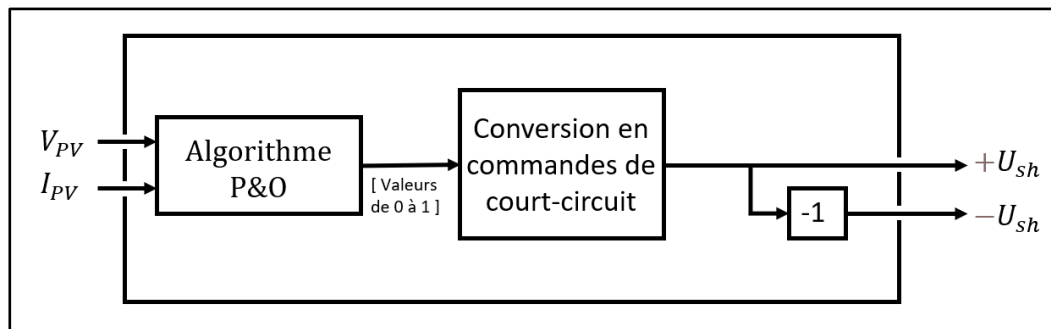 V_PV
I_PV
Algorithme
P&O
[ Valeurs
de 0 à 1 ]
Conversion en
commandes de
court-circuit
-1
+U_sh
−U_sh